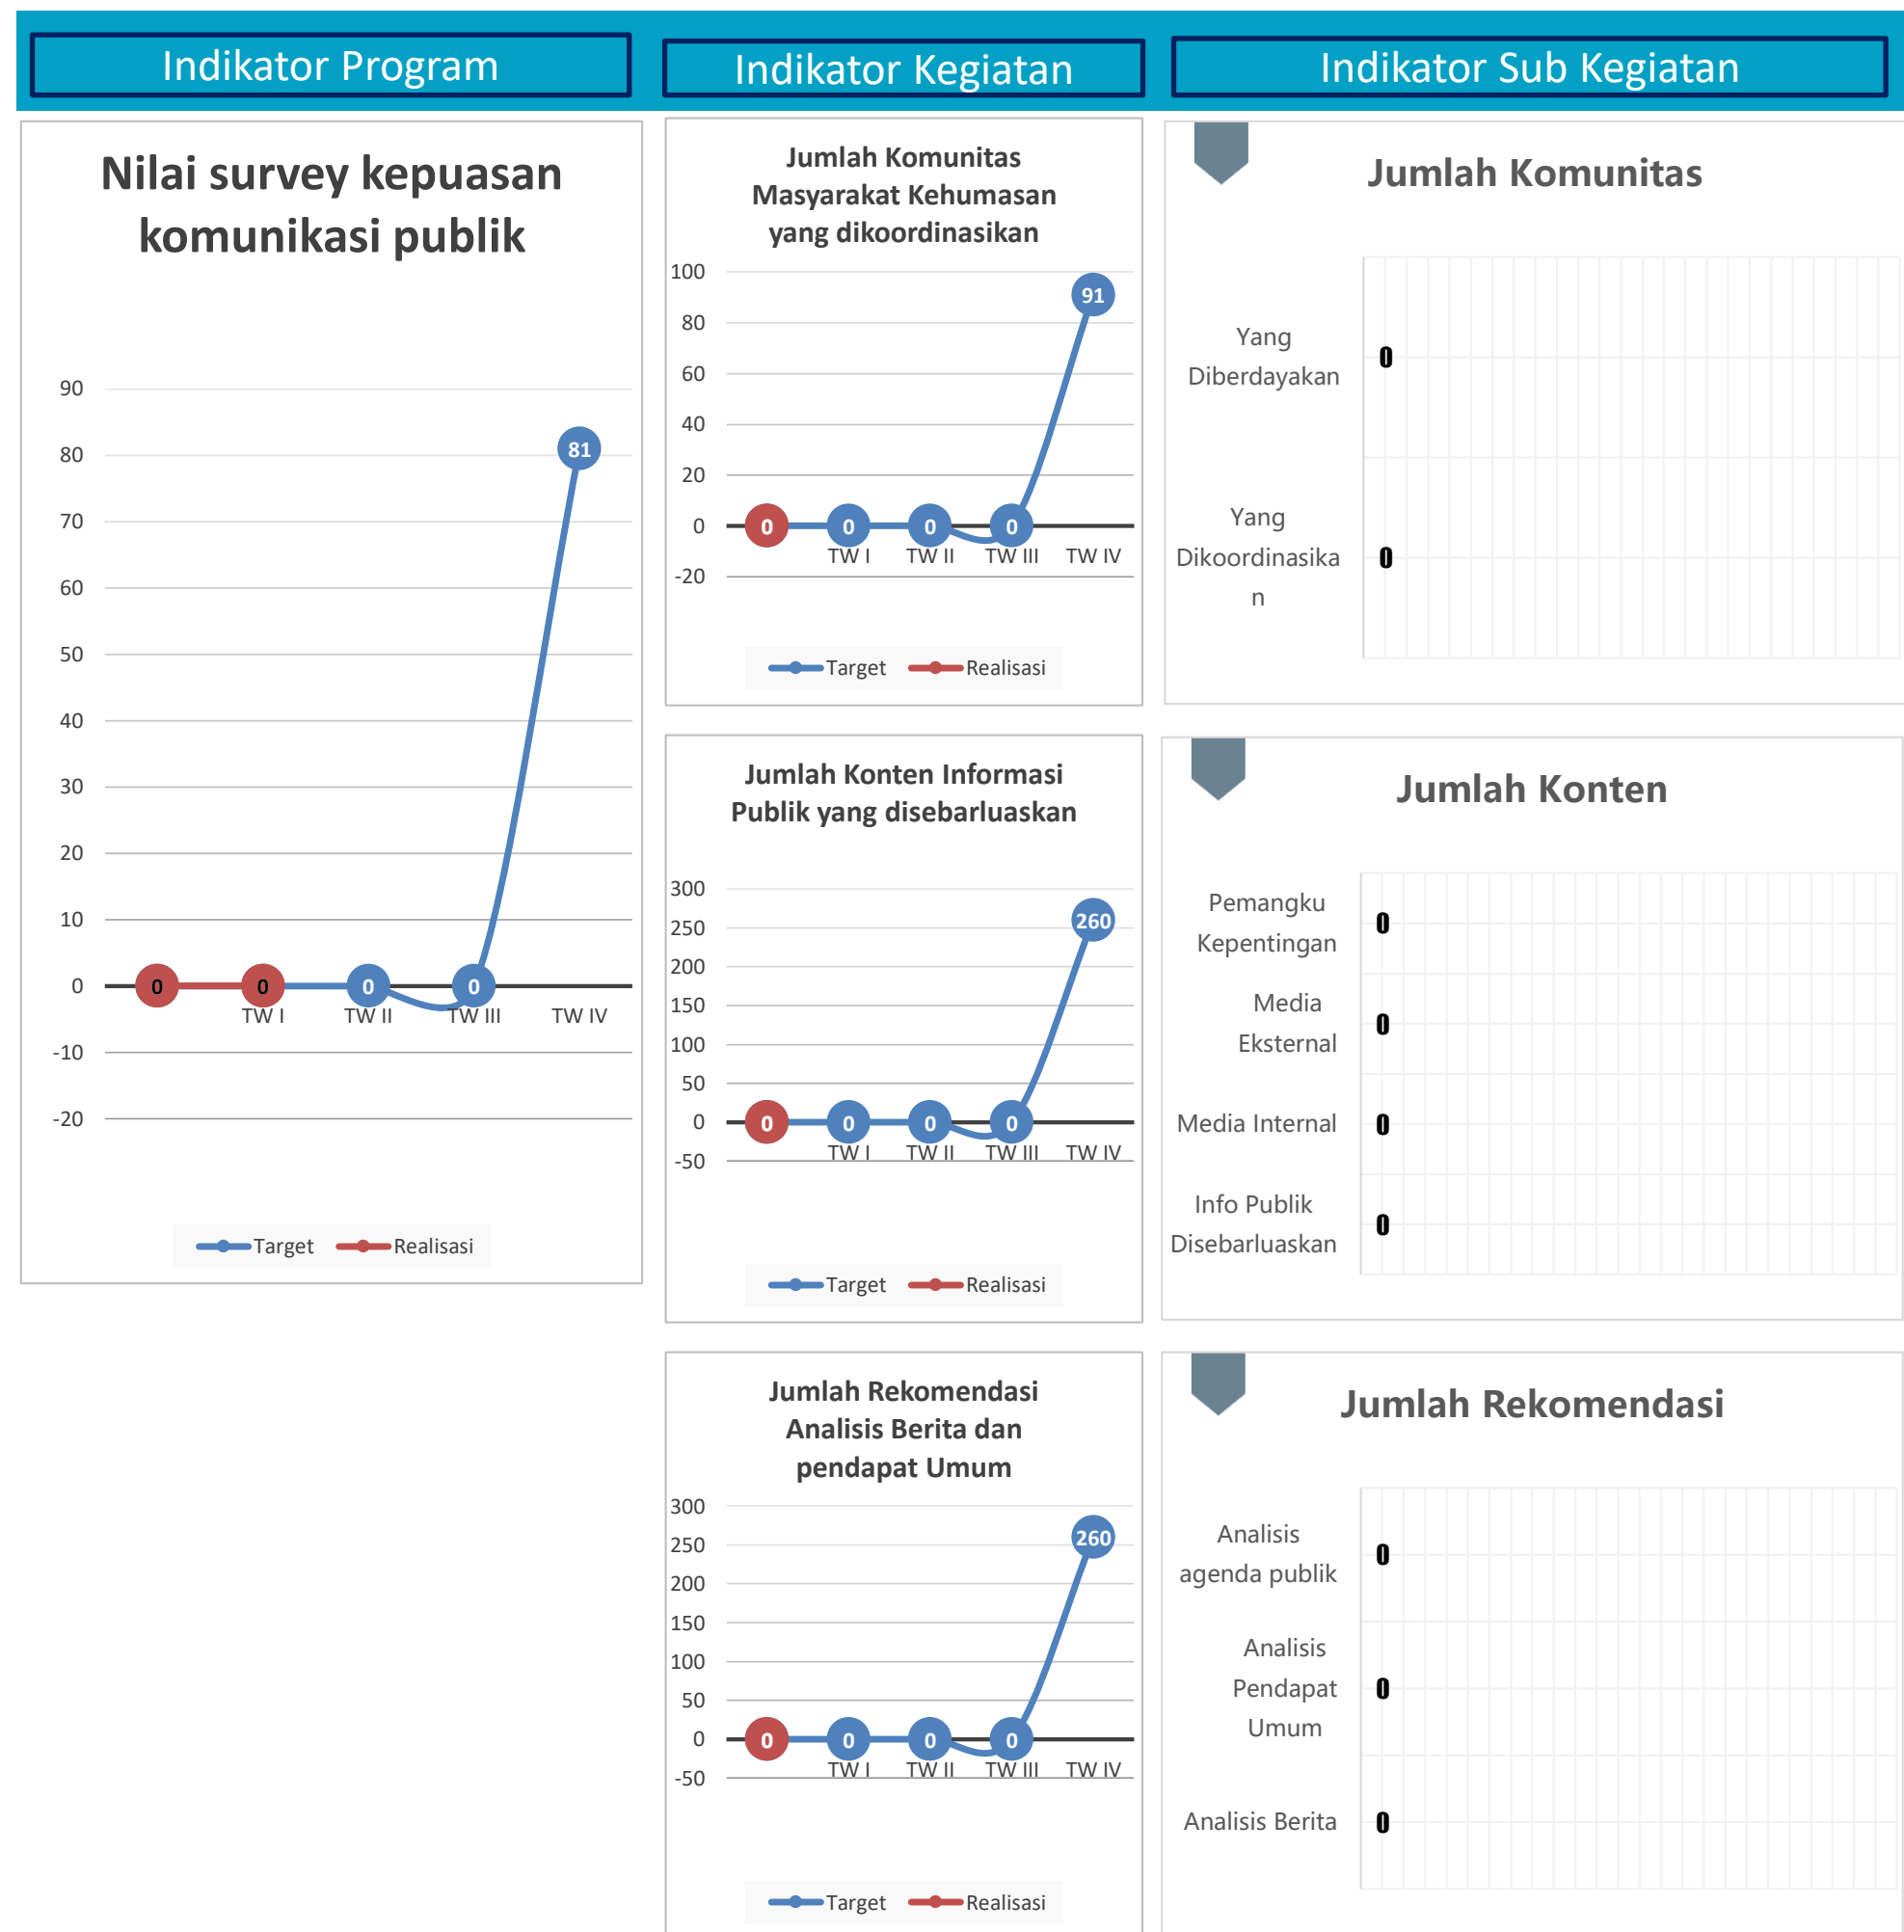 Indikator Program
Indikator Kegiatan
Indikator Sub Kegiatan
Nilai survey kepuasan
komunikasi publik
90
80
70
60
50
40
30
20
10
0
-10
-20
81
0
0
0
0
TW I
TW II
TW III
TW IV
Target
Realisasi
Jumlah Komunitas
Masyarakat Kehumasan
yang dikoordinasikan
100
80
60
40
20
0
-20
91
0
0
0
0
TW I
TW II
TW III
TW IV
Target
Realisasi
Jumlah Komunitas
Yang
Diberdayakan
0
Yang
Dikoordinasika
n
0
Jumlah Konten Informasi
Publik yang disebarluaskan
300
250
200
150
100
50
0
-50
260
0
0
0
0
TW I
TW II
TW III
TW IV
Target
Realisasi
Jumlah Konten
Pemangku
Kepentingan
0
Media
Eksternal
0
Media Internal
0
Info Publik
Disebarluaskan
0
Jumlah Rekomendasi
Analisis Berita dan
pendapat Umum
300
250
200
150
100
50
0
-50
260
0
0
0
0
TW I
TW II
TW III
TW IV
Target
Realisasi
Jumlah Rekomendasi
Analisis
agenda publik
0
Analisis
Pendapat
Umum
0
Analisis Berita
0